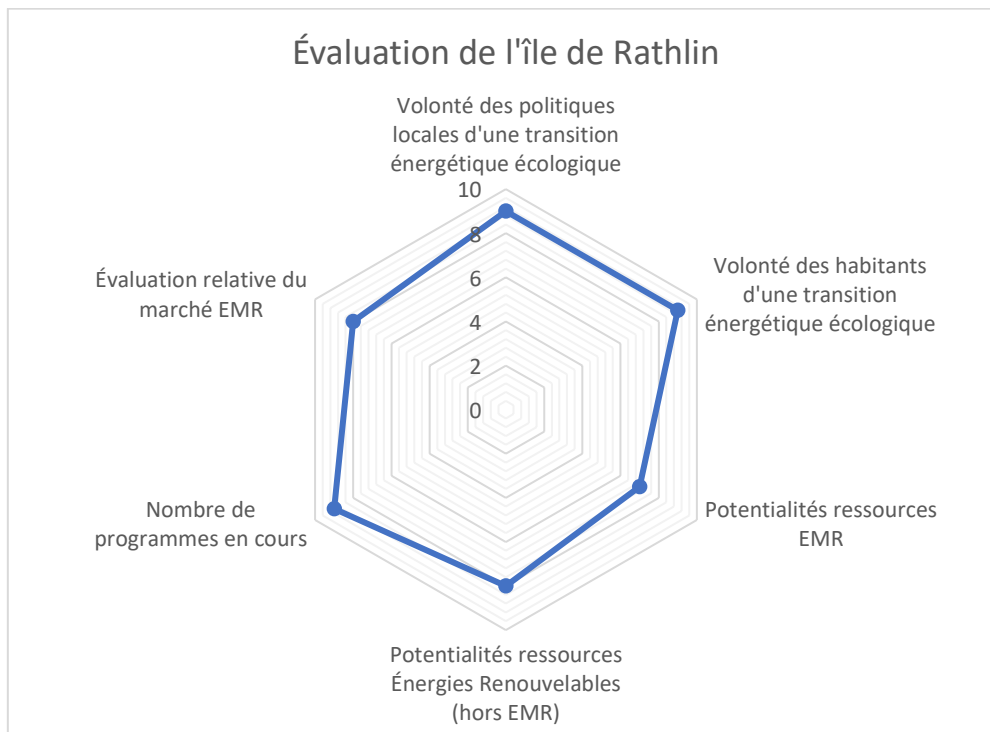 Évaluation de l'île de Rathlin
Volonté des politiques
locales d'une transition
énergétique écologique
10
8
6
4
2
0
Volonté des habitants
d'une transition
énergétique écologique
Potentialités ressources
EMR
Potentialités ressources
Énergies Renouvelables
(hors EMR)
Nombre de
programmes en cours
Évaluation relative du
marché EMR